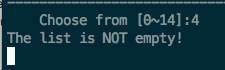 Choose from [0~14]:4
The list is NOT empty!